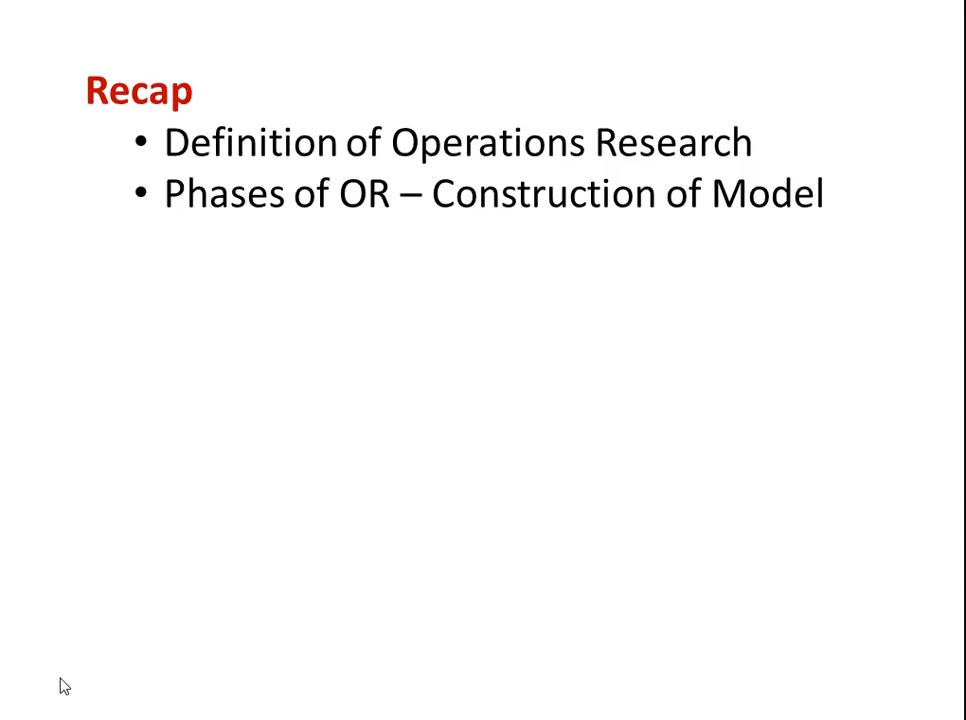 Recap
• Definition of Operations Research
• Phases of OR – Construction of Model